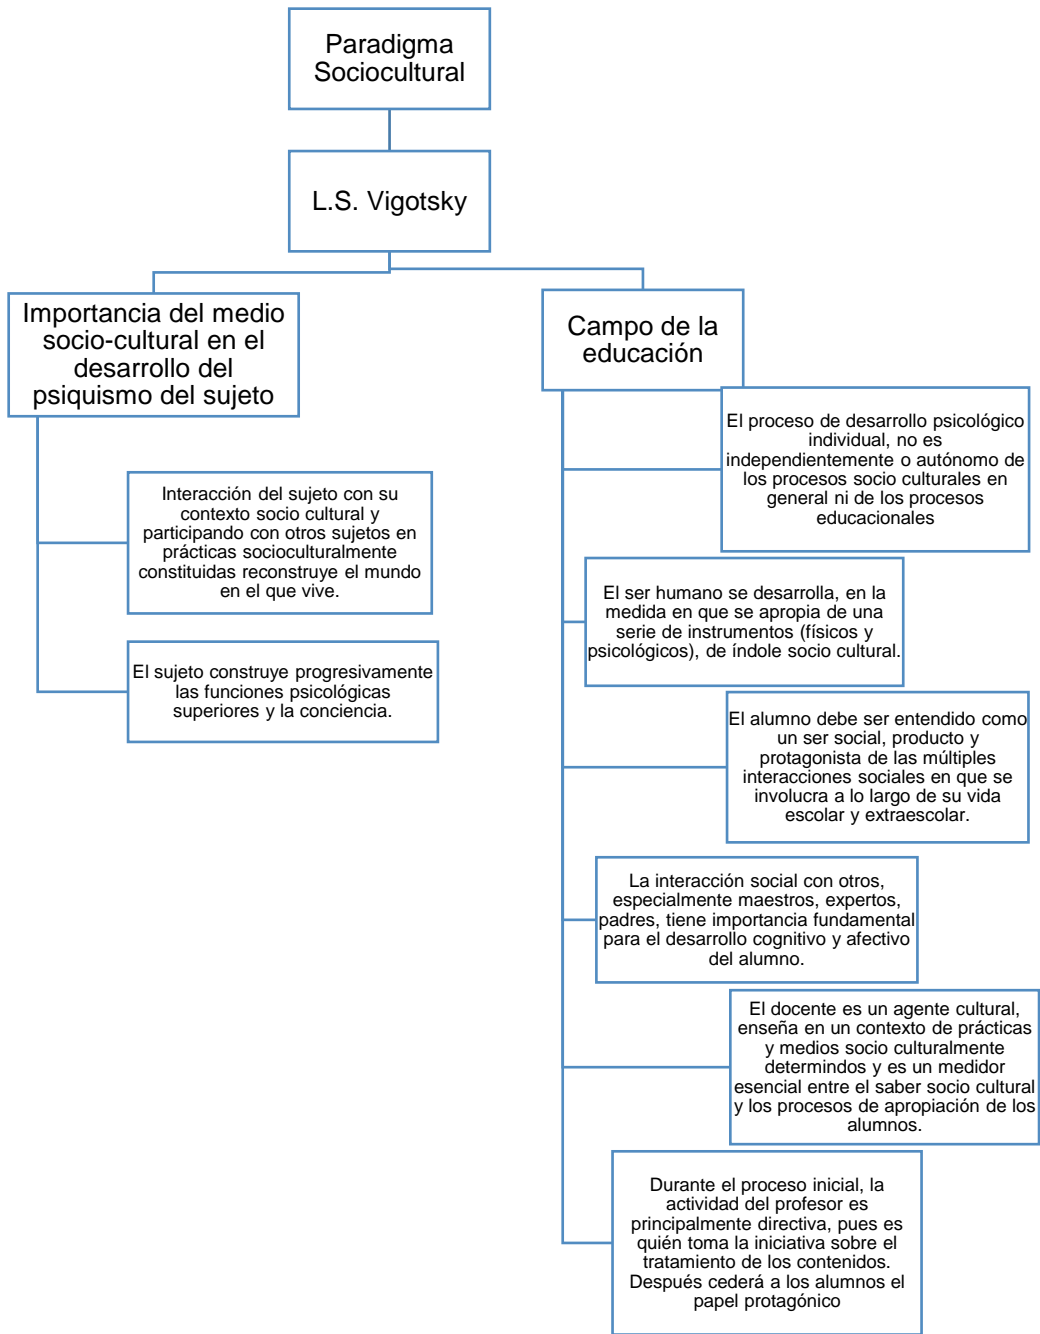 Paradigma
Sociocultural
L.S. Vigotsky
Importancia del medio
socio-cultural en el
desarrollo del
psiquismo del sujeto
Interacción del sujeto con su
contexto socio cultural y
participando con otros sujetos en
prácticas socioculturalmente
constituidas reconstruye el mundo
en el que vive.
El sujeto construye progresivamente
las funciones psicológicas
superiores y la conciencia.
Campo de la
educación
El proceso de desarrollo psicológico
individual, no es
independientemente o autónomo de
los procesos socio culturales en
general ni de los procesos
educacionales
El ser humano se desarrolla, en la
medida en que se apropia de una
serie de instrumentos (físicos y
psicológicos), de índole socio cultural.
El alumno debe ser entendido como
un ser social, producto y
protagonista de las múltiples
interacciones sociales en que se
involucra a lo largo de su vida
escolar y extraescolar.
La interacción social con otros,
especialmente maestros, expertos,
padres, tiene importancia fundamental
para el desarrollo cognitivo y afectivo
del alumno.
El docente es un agente cultural,
enseña en un contexto de prácticas
y medios socio culturalmente
determindos y es un medidor
esencial entre el saber socio cultural
y los procesos de apropiación de los
alumnos.
Durante el proceso inicial, la
actividad del profesor es
principalmente directiva, pues es
quién toma la iniciativa sobre el
tratamiento de los contenidos.
Después cederá a los alumnos el
papel protagónico